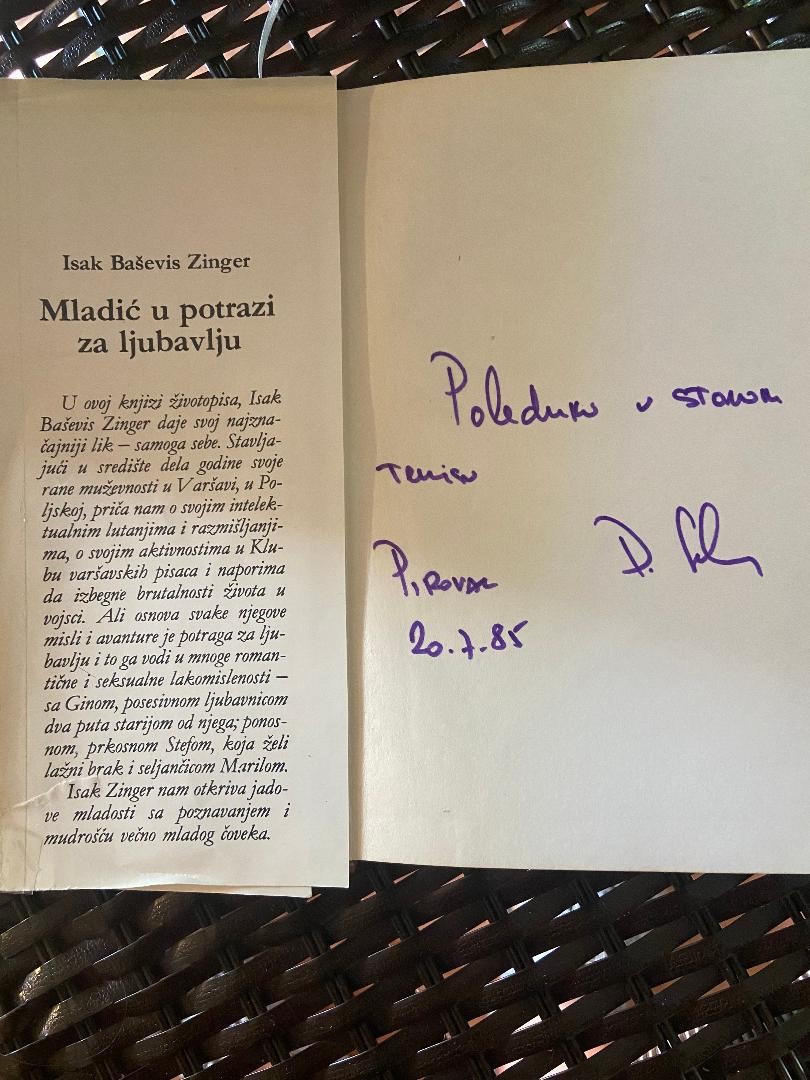 Isak Baševis Zinger
Mladić u potrazi
za ljubavlju
U ovoj knjizi životopisa, Isak
Baševis Zinger daje svoj najzna-
čajniji lik – samoga sebe. Stavlja-
jući u središte dela godine svoje
rane muževnosti u Varšavi, u Po-
ljskoj, priča nam o svojim intelek-
tualnim lutanjima i razmišljanji-
ma, o svojim aktivnostima u Klu-
bu varšavskih pisaca i naporima
da izbegne brutalnosti života u
vojsci. Ali osnova svake njegove
misli i avanture je potraga za lju-
bavlju i to ga vodi u mnoge roman-
tične i seksualne lakomislenosti –
sa Ginom, posesivnom ljubavnicom
dva puta starijom od njega; ponos-
nom, prkosnom Stefom, koja želi
lažni brak i seljančicom Marilom.
Isak Zinger nam otkriva jado-
ve mladosti sa poznavanjem i
mudrošću večno mladog čoveka.
u stonom
tenisu
Pirovac
D.
20.7.85